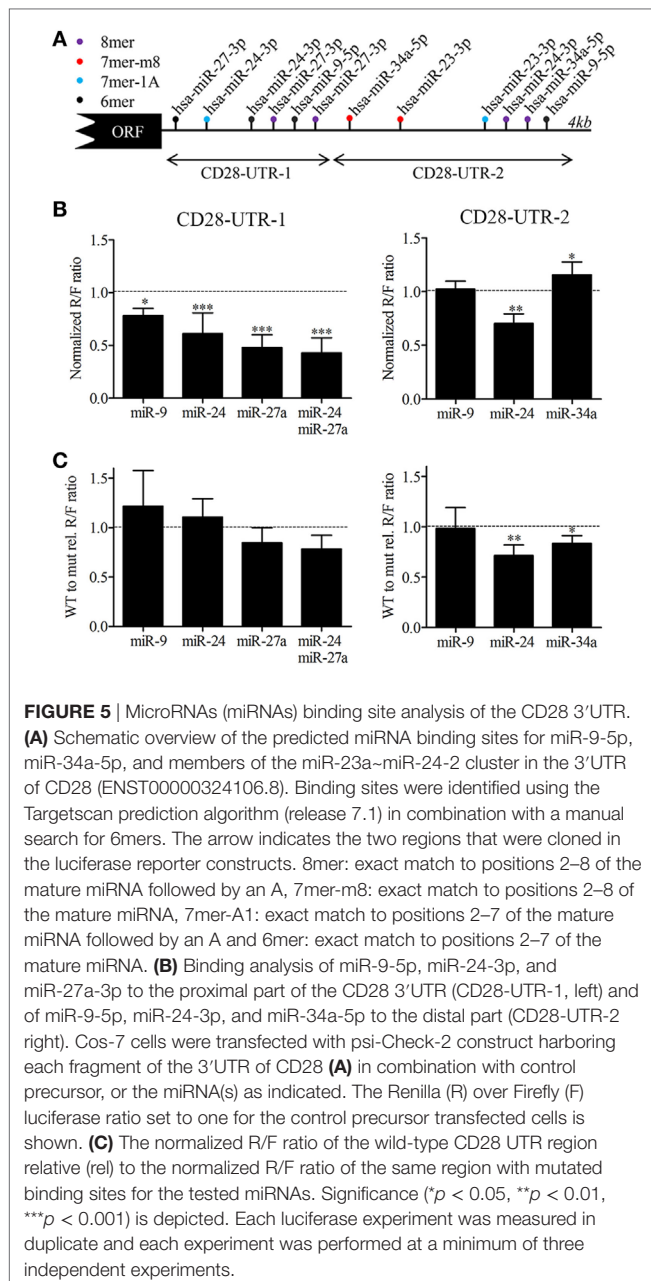 A
8mer
7mer-m8
7mer-1A
6mer
hsa-miR-27-3p
hsa-miR-24-3p
hsa-miR-24-3p
hsa-miR-27-3p
hsa-miR-9-5p
hsa-miR-27-3p
hsa-miR-34a-5p
hsa-miR-23-3p
hsa-miR-23-3p
hsa-miR-24-3p
hsa-miR-34a-5p
hsa-miR-9-5p
ORF
4kb
CD28-UTR-1
CD28-UTR-2
B
CD28-UTR-1
Normalized R/F ratio
1.5
1.0
0.5
0.0
*
***
***
***
miR-9
miR-24
miR-27a
miR-24
miR-27a
CD28-UTR-2
Normalized R/F ratio
1.5
1.0
0.5
0.0
**
*
miR-9
miR-24
miR-34a
C
WT to mut rel. R/F ratio
1.5
1.0
0.5
0.0
miR-9
miR-24
miR-27a
miR-24
miR-27a
WT to mut rel. R/F ratio
1.5
1.0
0.5
0.0
**
*
miR-9
miR-24
miR-34a
FIGURE 5 | MicroRNAs (miRNAs) binding site analysis of the CD28 3′UTR.
(A) Schematic overview of the predicted miRNA binding sites for miR-9-5p,
miR-34a-5p, and members of the miR-23a~miR-24-2 cluster in the 3′UTR
of CD28 (ENST00000324106.8). Binding sites were identified using the
Targetscan prediction algorithm (release 7.1) in combination with a manual
search for 6mers. The arrow indicates the two regions that were cloned in
the luciferase reporter constructs. 8mer: exact match to positions 2–8 of the
mature miRNA followed by an A, 7mer-m8: exact match to positions 2–8 of
the mature miRNA, 7mer-A1: exact match to positions 2–7 of the mature
miRNA followed by an A and 6mer: exact match to positions 2–7 of the
mature miRNA. (B) Binding analysis of miR-9-5p, miR-24-3p, and
miR-27a-3p to the proximal part of the CD28 3′UTR (CD28-UTR-1, left) and
of miR-9-5p, miR-24-3p, and miR-34a-5p to the distal part (CD28-UTR-2
right). Cos-7 cells were transfected with psi-Check-2 construct harboring
each fragment of the 3′UTR of CD28 (A) in combination with control
precursor, or the miRNA(s) as indicated. The Renilla (R) over Firefly (F)
luciferase ratio set to one for the control precursor transfected cells is
shown. (C) The normalized R/F ratio of the wild-type CD28 UTR region
relative (rel) to the normalized R/F ratio of the same region with mutated
binding sites for the tested miRNAs. Significance (*p < 0.05, **p < 0.01,
***p < 0.001) is depicted. Each luciferase experiment was measured in
duplicate and each experiment was performed at a minimum of three
independent experiments.